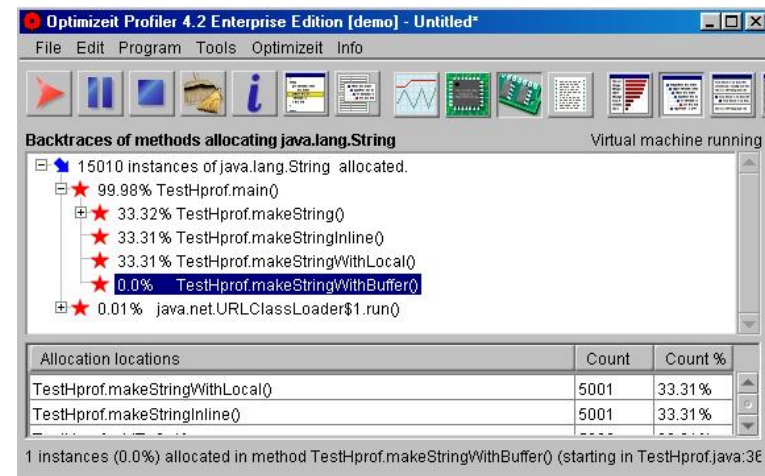 Optimizeit Profiler 4.2 Enterprise Edition [demo] - Untitled*
File Edit Program Tools Optimizeit Info
Backtraces of methods allocating java.lang.String Virtual machine running
15010 instances of java.lang.String allocated.
99.98% TestHprof.main()
33.32% TestHprof.makeString()
33.31% TestHprof.makeStringInline()
33.31% TestHprof.makeStringWithLocal()
0.0% TestHprof.makeStringWithBuffer()
0.01% java.net.URLClassLoader$1.run()
Allocation locations Count Count %
TestHprof.makeStringWithLocal() 5001 33.31%
TestHprof.makeStringInline() 5001 33.31%
1 instances (0.0%) allocated in method TestHprof.makeStringWithBuffer() (starting in TestHprof.java:36